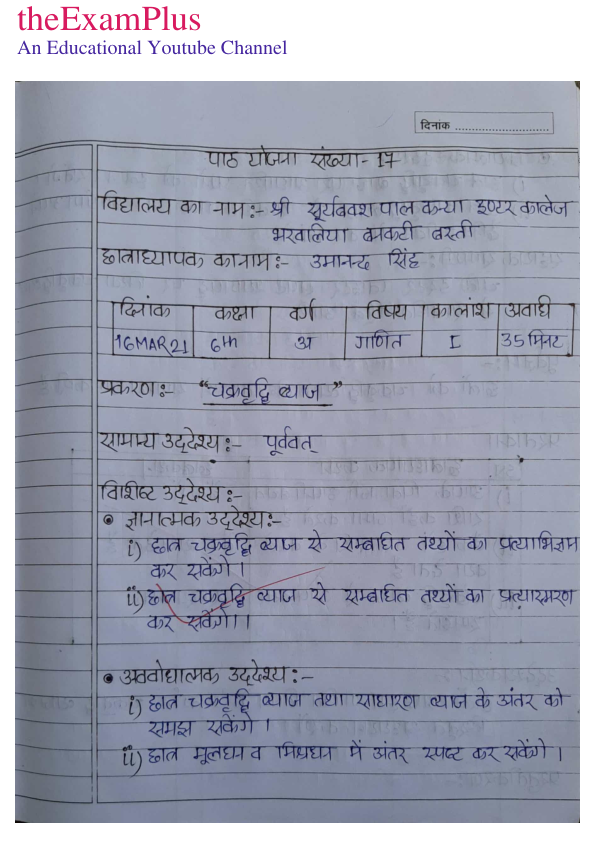 theExamPlus
An Educational Youtube Channel
दिनांक ............................
पाठ योजना संख्या- 17
विद्यालय का नाम:- श्री सूर्यबवश पाल कन्या इण्टर कालेज
भरवालिया बनकटी बस्ती
छात्राध्यापक का नाम:- उमानन्द सिंह
दिनांक कक्षा वर्ग विषय कालांश अवधि
16MAR21 6th अ गणित I 35 मिनट
प्रकरण:- "चक्रवृद्धि ब्याज"
सामान्य उद्देश्य:- पूर्ववत्
विशिष्ट उद्देश्य:-
• ज्ञानात्मक उद्देश्य:-
i) छात्र चक्रवृद्धि ब्याज से सम्बंधित तथ्यों का प्रत्याभिज्ञान
कर सकेंगे।
ii) छात्र चक्रवृद्धि ब्याज से सम्बंधित तथ्यों का प्रत्यास्मरण
कर सकेंगे।।
• अवबोधात्मक उद्देश्य:-
i) छात्र चक्रवृद्धि ब्याज तथा साधारण ब्याज के अंतर को
समझ सकेंगे।
ii) छात्र मूलधन व मिश्रधन में अंतर स्पष्ट कर सकेंगे।